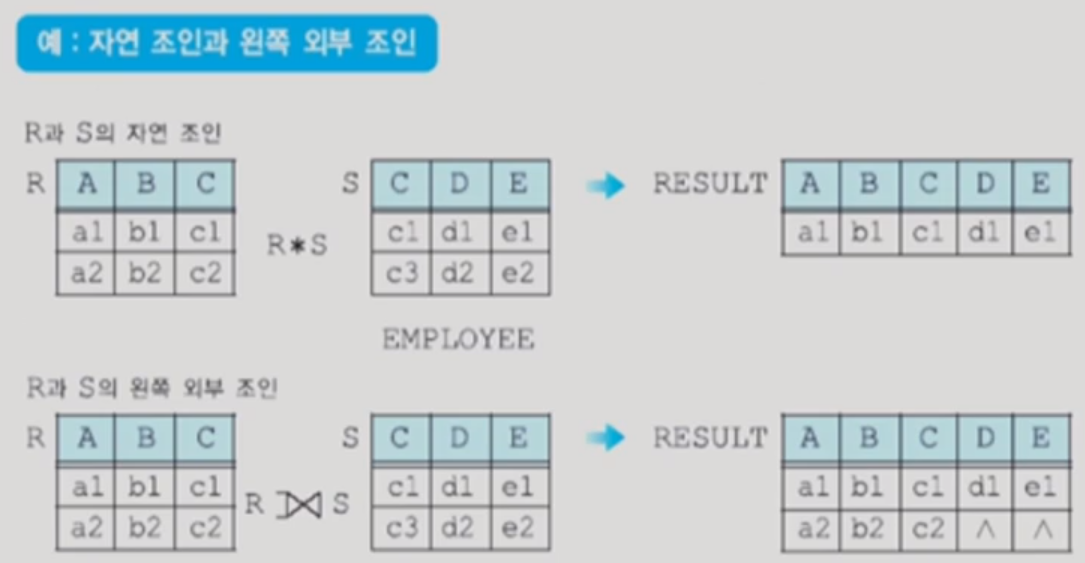 예 : 자연 조인과 왼쪽 외부 조인
R과 S의 자연 조인
R A B C S C D E RESULT A B C D E
a1 b1 c1 R*S c1 d1 e1 a1 b1 c1 d1 e1
a2 b2 c2 c3 d2 e2
EMPLOYEE
R과 S의 왼쪽 외부 조인
R A B C S C D E RESULT A B C D E
a1 b1 c1 R ⟕ S c1 d1 e1 a1 b1 c1 d1 e1
a2 b2 c2 c3 d2 e2 a2 b2 c2 ∧ ∧